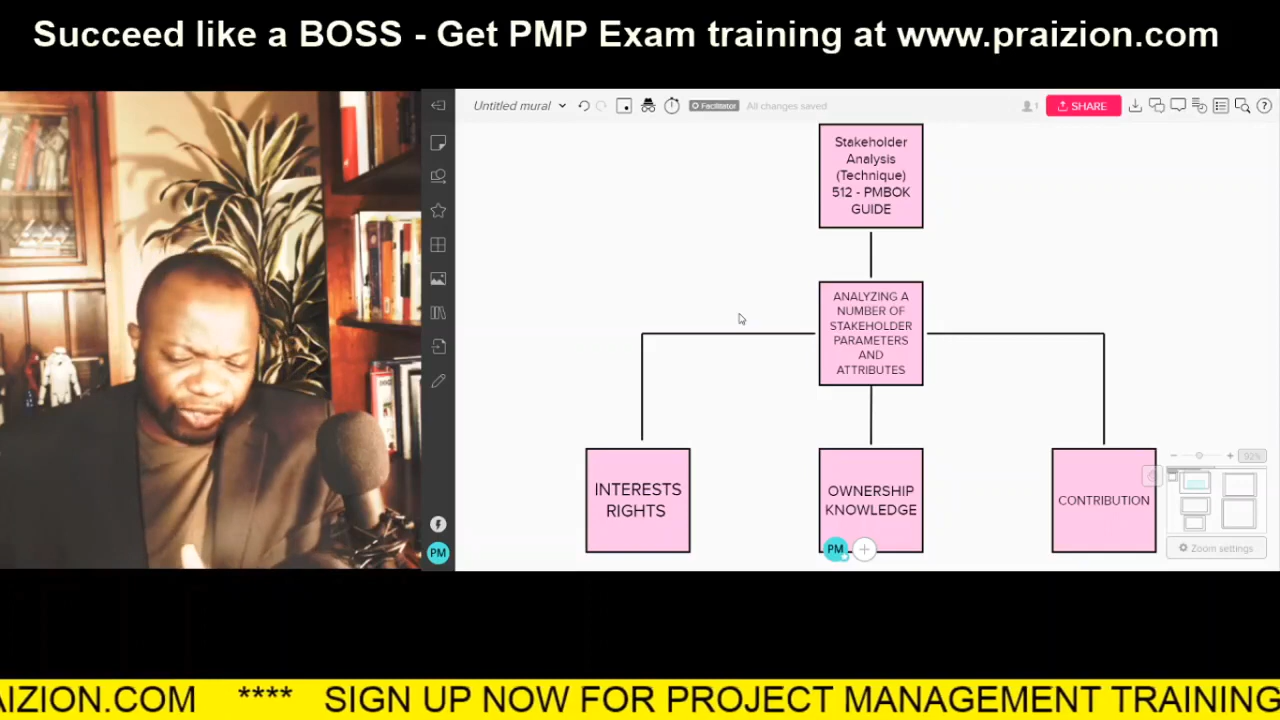 Succeed like a BOSS - Get PMP Exam training at www.praizion.com
Untitled mural
Facilitator
All changes saved
1
SHARE
?
Stakeholder
Analysis
(Technique)
512 - PMBOK
GUIDE
ANALYZING A
NUMBER OF
STAKEHOLDER
PARAMETERS
AND
ATTRIBUTES
INTERESTS
RIGHTS
OWNERSHIP
KNOWLEDGE
CONTRIBUTION
92%
Zoom settings
PM
PM
AIZION.COM **** SIGN UP NOW FOR PROJECT MANAGEMENT TRAINING